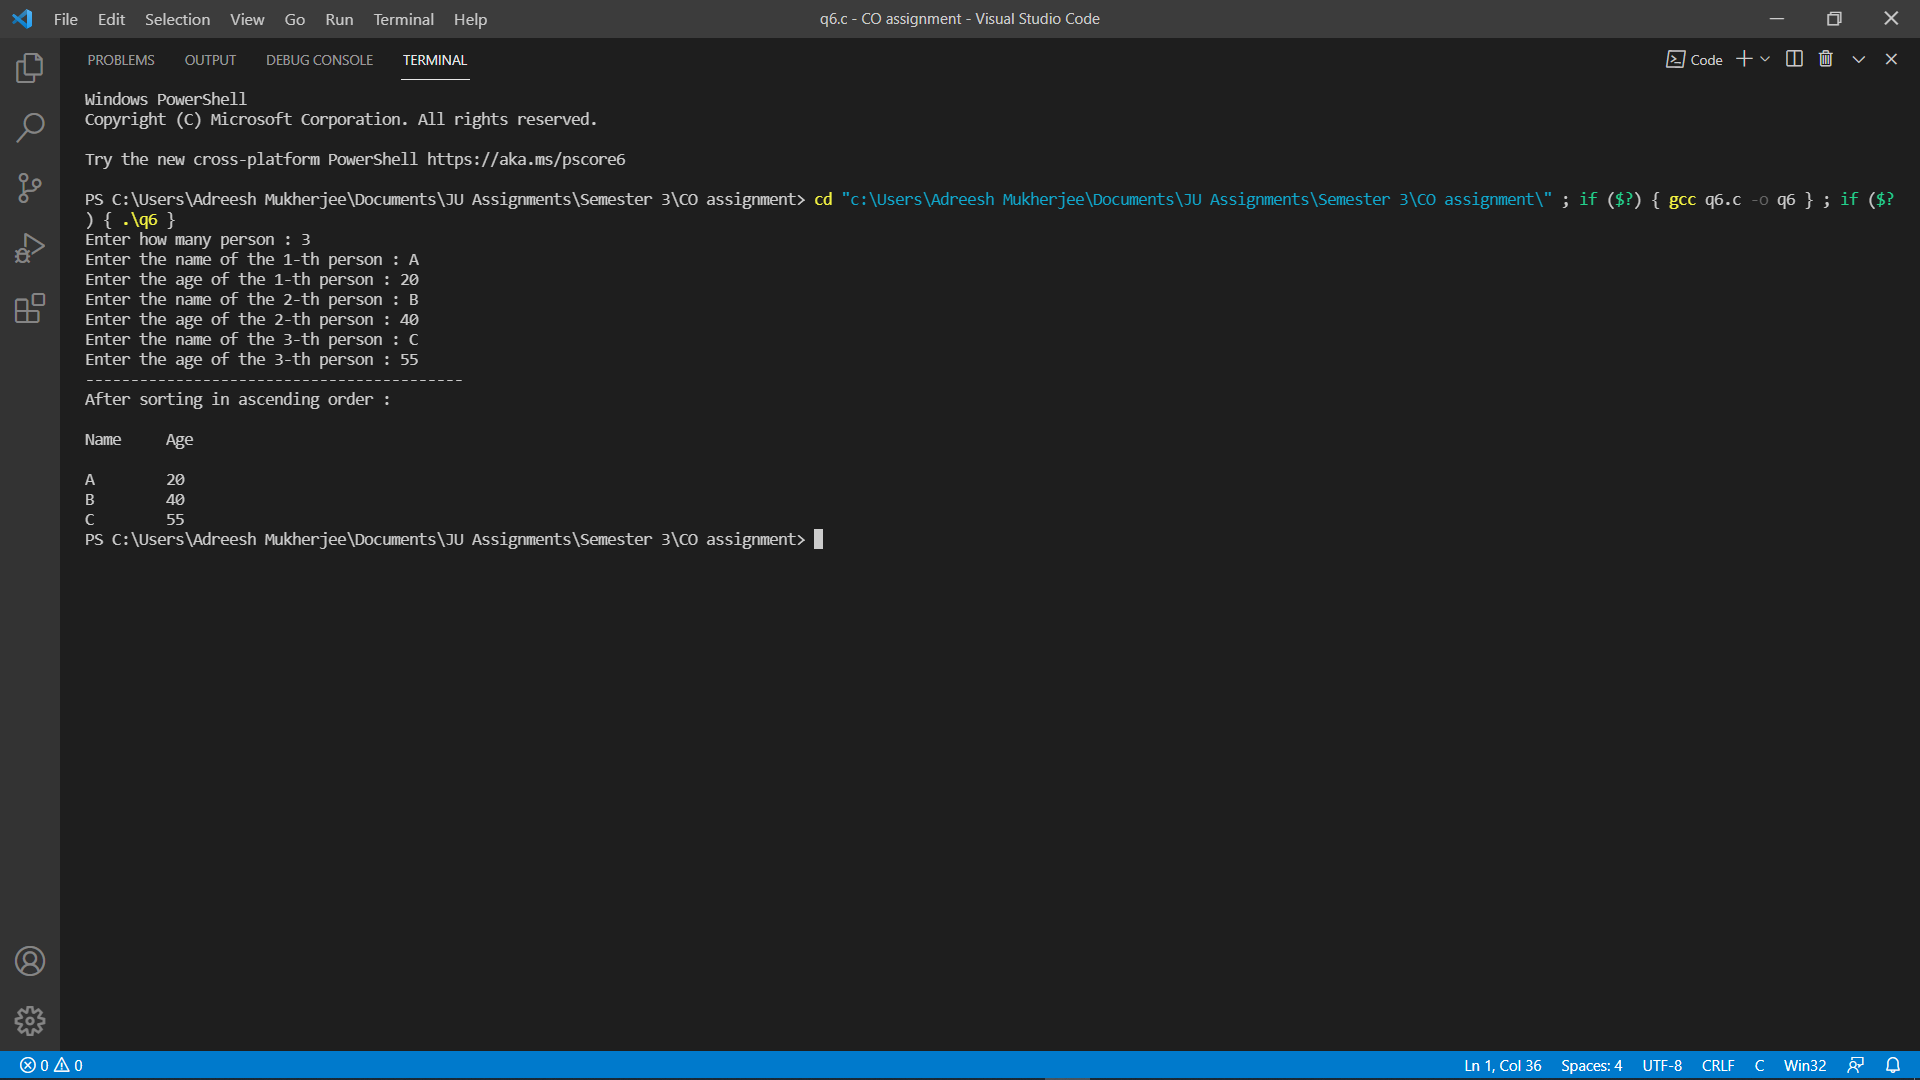 File Edit Selection View Go Run Terminal Help
q6.c - CO assignment - Visual Studio Code
PROBLEMS OUTPUT DEBUG CONSOLE TERMINAL
Code
Windows PowerShell
Copyright (C) Microsoft Corporation. All rights reserved.
Try the new cross-platform PowerShell https://aka.ms/pscore6
PS C:\Users\Adreesh Mukherjee\Documents\JU Assignments\Semester 3\CO assignment> cd "c:\Users\Adreesh Mukherjee\Documents\JU Assignments\Semester 3\CO assignment\" ; if ($?) { gcc q6.c -o q6 } ; if ($?
) { .\q6 }
Enter how many person : 3
Enter the name of the 1-th person : A
Enter the age of the 1-th person : 20
Enter the name of the 2-th person : B
Enter the age of the 2-th person : 40
Enter the name of the 3-th person : C
Enter the age of the 3-th person : 55
------------------------------------------
After sorting in ascending order :
Name Age
A 20
B 40
C 55
PS C:\Users\Adreesh Mukherjee\Documents\JU Assignments\Semester 3\CO assignment>
0 0
Ln 1, Col 36 Spaces: 4 UTF-8 CRLF C Win32